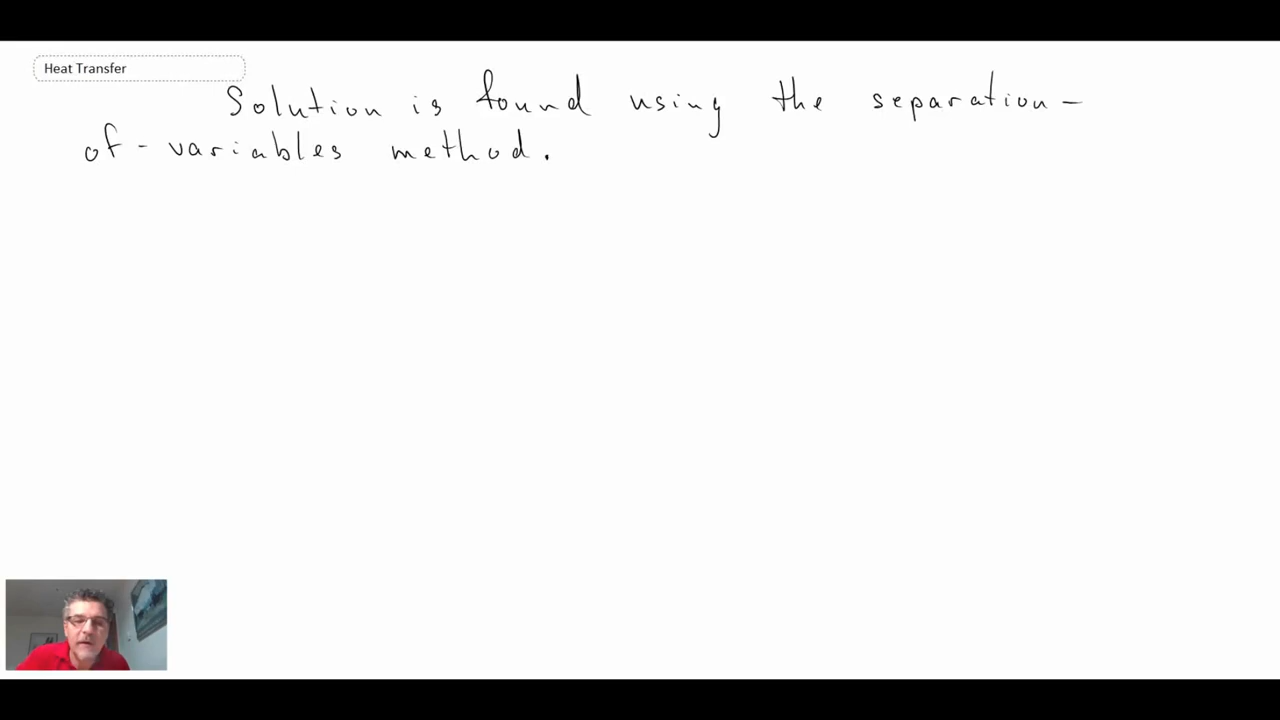 Heat Transfer
Solution is found using the separation-
of-variables method.